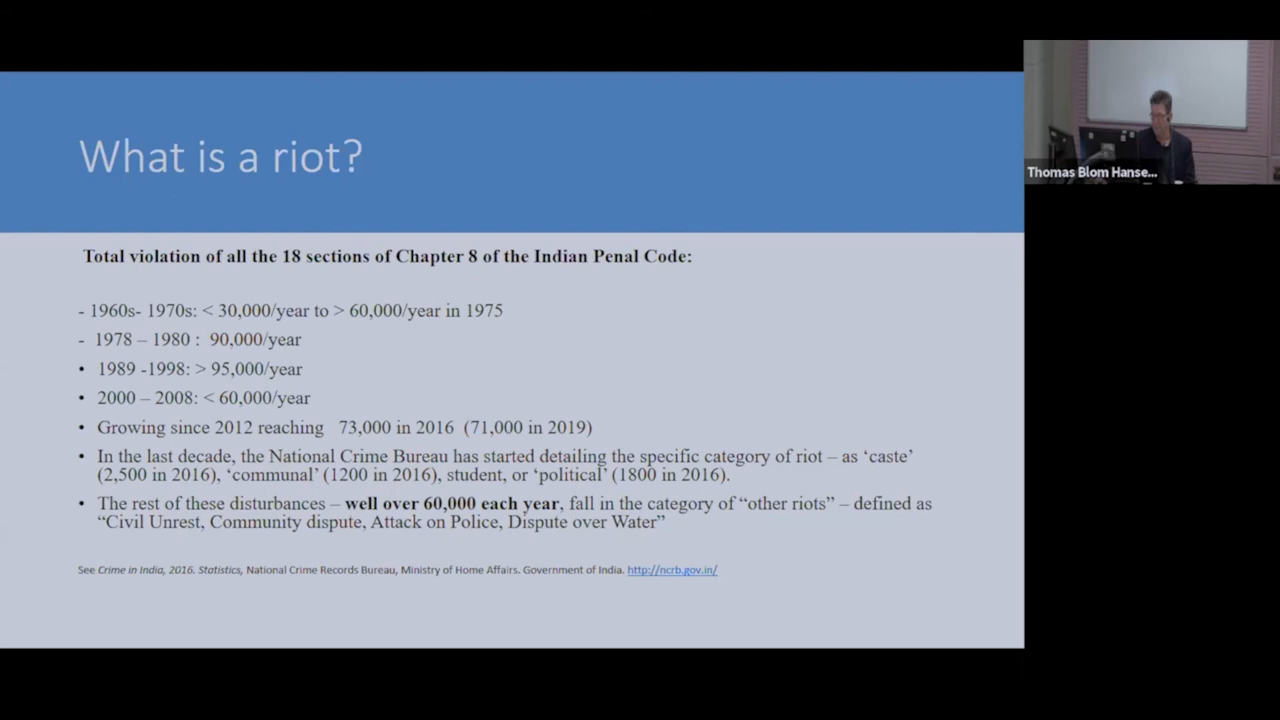 What is a riot?
Thomas Blom Hanse...
Total violation of all the 18 sections of Chapter 8 of the Indian Penal Code:
- 1960s- 1970s: < 30,000/year to > 60,000/year in 1975
- 1978 – 1980 : 90,000/year
• 1989 -1998: > 95,000/year
• 2000 – 2008: < 60,000/year
• Growing since 2012 reaching 73,000 in 2016 (71,000 in 2019)
• In the last decade, the National Crime Bureau has started detailing the specific category of riot – as ‘caste’
(2,500 in 2016), ‘communal’ (1200 in 2016), student, or ‘political’ (1800 in 2016).
• The rest of these disturbances – well over 60,000 each year, fall in the category of “other riots” – defined as
“Civil Unrest, Community dispute, Attack on Police, Dispute over Water”
See Crime in India, 2016. Statistics, National Crime Records Bureau, Ministry of Home Affairs. Government of India. http://ncrb.gov.in/